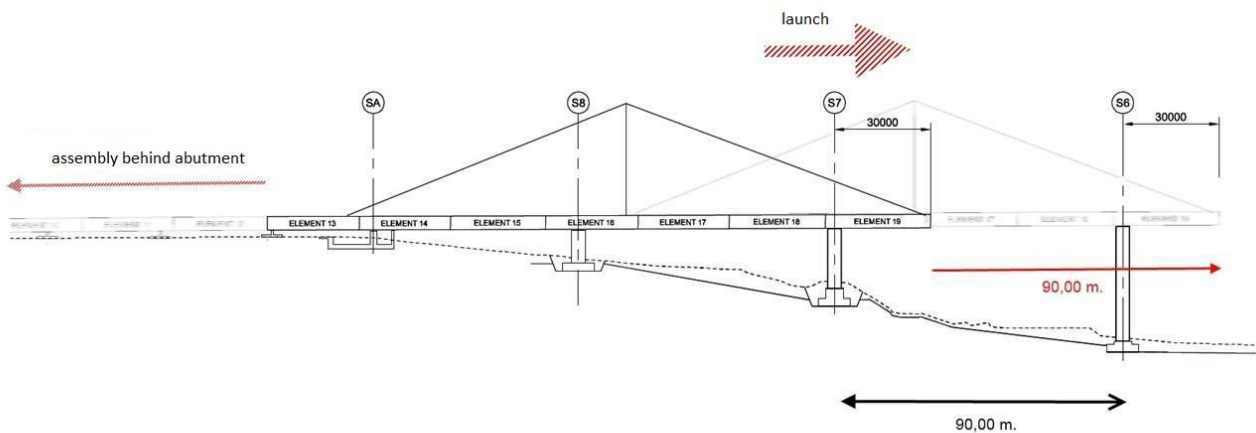 launch
SA
S8
S7
S6
30000
30000
assembly behind abutment
ELEMENT 13
ELEMENT 14
ELEMENT 15
ELEMENT 16
ELEMENT 17
ELEMENT 18
ELEMENT 19
90,00 m.
90,00 m.